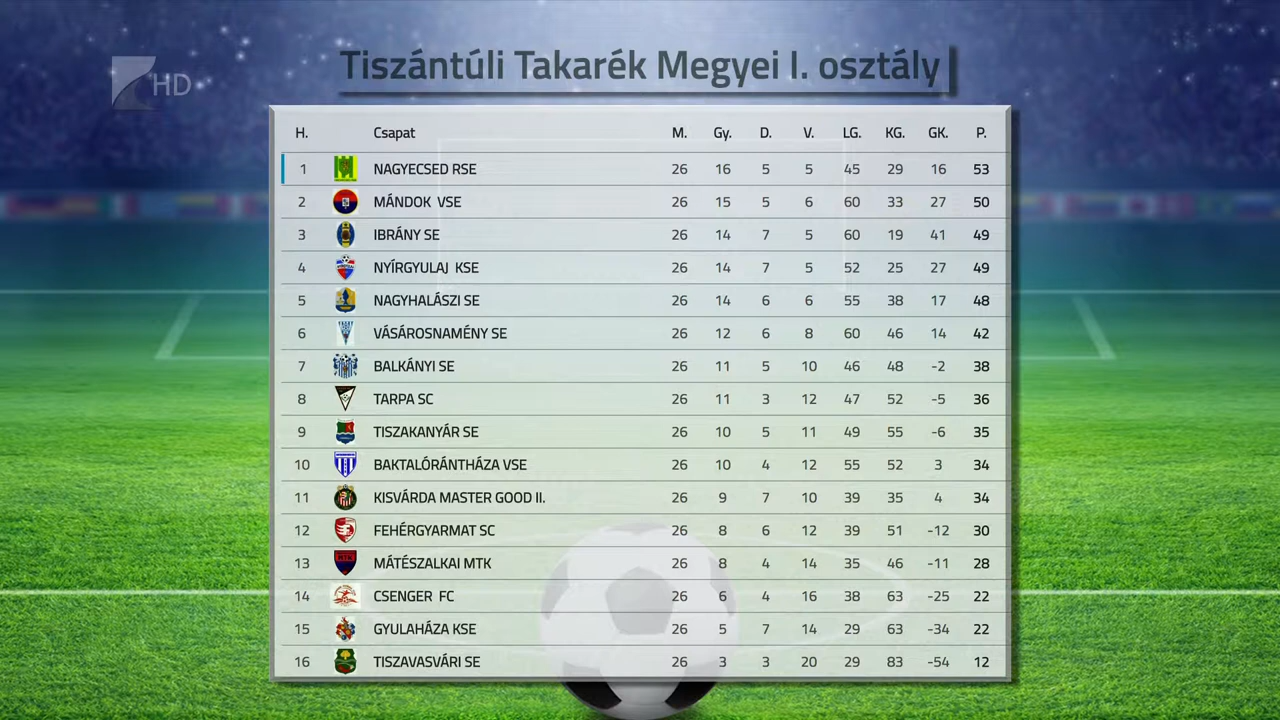 HD
Tiszántúli Takarék Megyei I. osztály
H. Csapat M. Gy. D. V. LG. KG. GK. P.
1 NAGYECSED RSE 26 16 5 5 45 29 16 53
2 MÁNDOK VSE 26 15 5 6 60 33 27 50
3 IBRÁNY SE 26 14 7 5 60 19 41 49
4 NYÍRGYULAJ KSE 26 14 7 5 52 25 27 49
5 NAGYHALÁSZI SE 26 14 6 6 55 38 17 48
6 VÁSÁROSNAMÉNY SE 26 12 6 8 60 46 14 42
7 BALKÁNYI SE 26 11 5 10 46 48 -2 38
8 TARPA SC 26 11 3 12 47 52 -5 36
9 TISZAKANYÁR SE 26 10 5 11 49 55 -6 35
10 BAKTALÓRÁNTHÁZA VSE 26 10 4 12 55 52 3 34
11 KISVÁRDA MASTER GOOD II. 26 9 7 10 39 35 4 34
12 FEHÉRGYARMAT SC 26 8 6 12 39 51 -12 30
13 MÁTÉSZALKAI MTK 26 8 4 14 35 46 -11 28
14 CSENGER FC 26 6 4 16 38 63 -25 22
15 GYULAHÁZA KSE 26 5 7 14 29 63 -34 22
16 TISZAVASVÁRI SE 26 3 3 20 29 83 -54 12